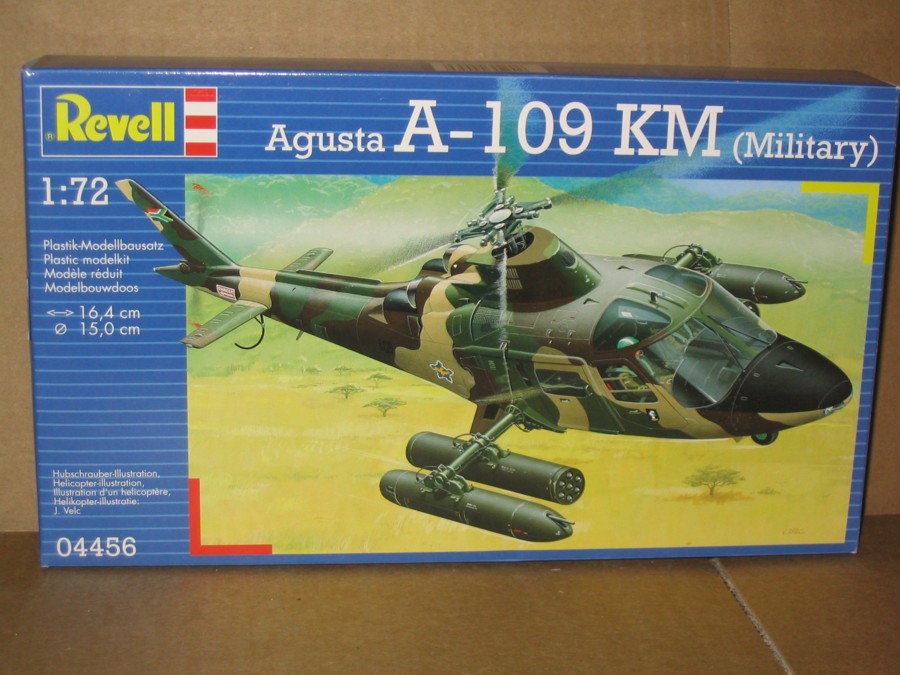 ® Revell
Agusta A-109 KM (Military)
1:72
Plastik-Modellbausatz
Plastic modelkit
Modèle réduit
Modelbouwdoos
16,4 cm
Ø 15,0 cm
Hubschrauber-Illustration,
Helicopter-illustration,
Illustration d'un helicoptère,
Helikopter-illustratie:
J. Velc
04456